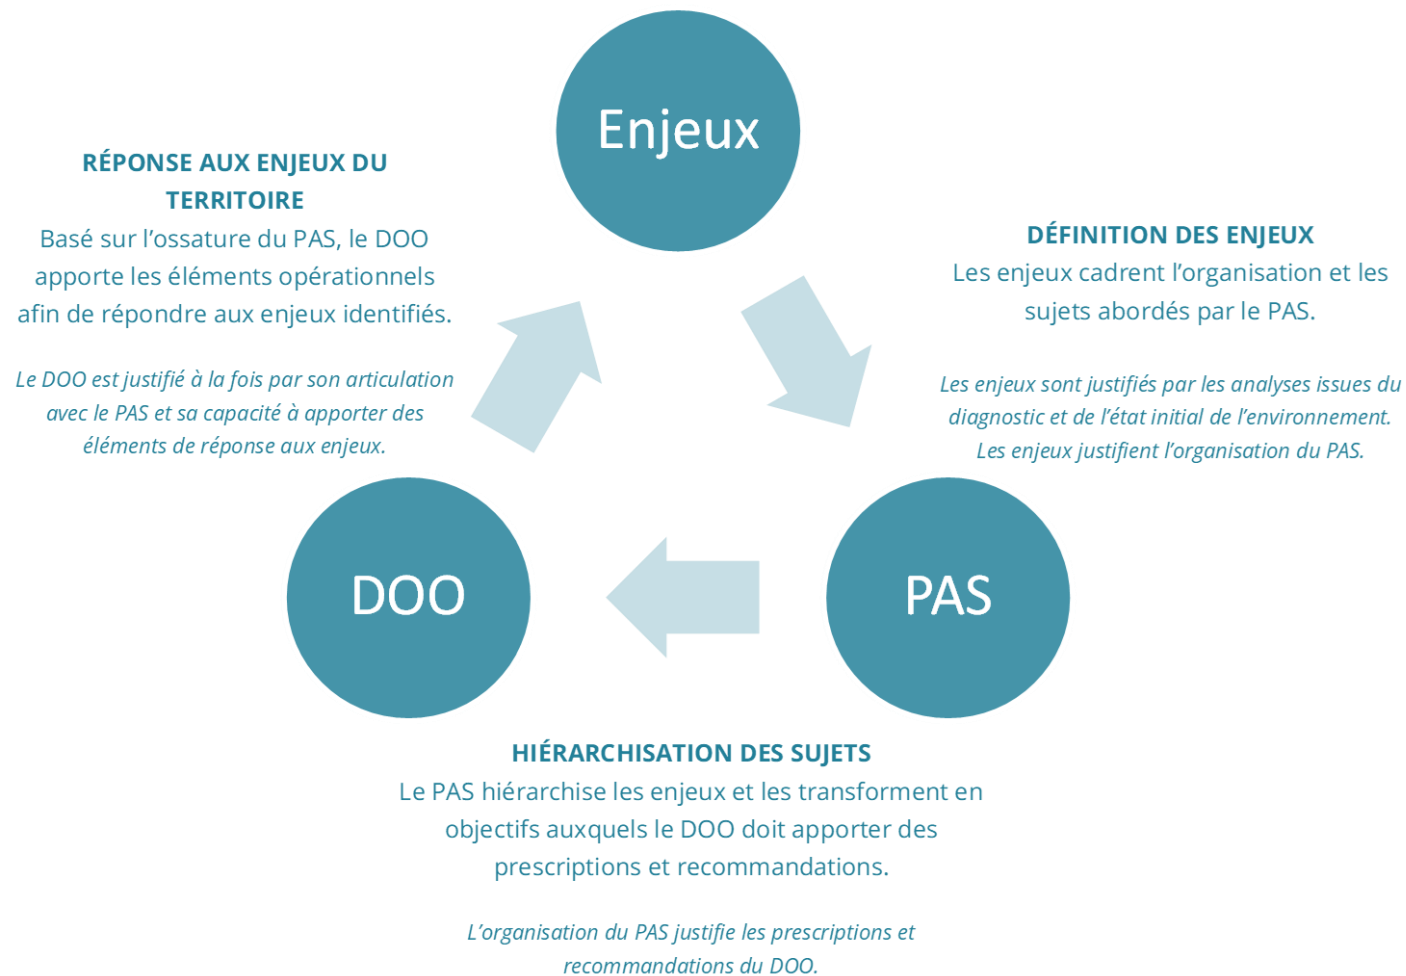 Enjeux
RÉPONSE AUX ENJEUX DU
TERRITOIRE
Basé sur l’ossature du PAS, le DOO
apporte les éléments opérationnels
afin de répondre aux enjeux identifiés.
Le DOO est justifié à la fois par son articulation
avec le PAS et sa capacité à apporter des
éléments de réponse aux enjeux.
DÉFINITION DES ENJEUX
Les enjeux cadrent l’organisation et les
sujets abordés par le PAS.
Les enjeux sont justifiés par les analyses issues du
diagnostic et de l’état initial de l’environnement.
Les enjeux justifient l’organisation du PAS.
DOO
PAS
HIÉRARCHISATION DES SUJETS
Le PAS hiérarchise les enjeux et les transforment en
objectifs auxquels le DOO doit apporter des
prescriptions et recommandations.
L’organisation du PAS justifie les prescriptions et
recommandations du DOO.